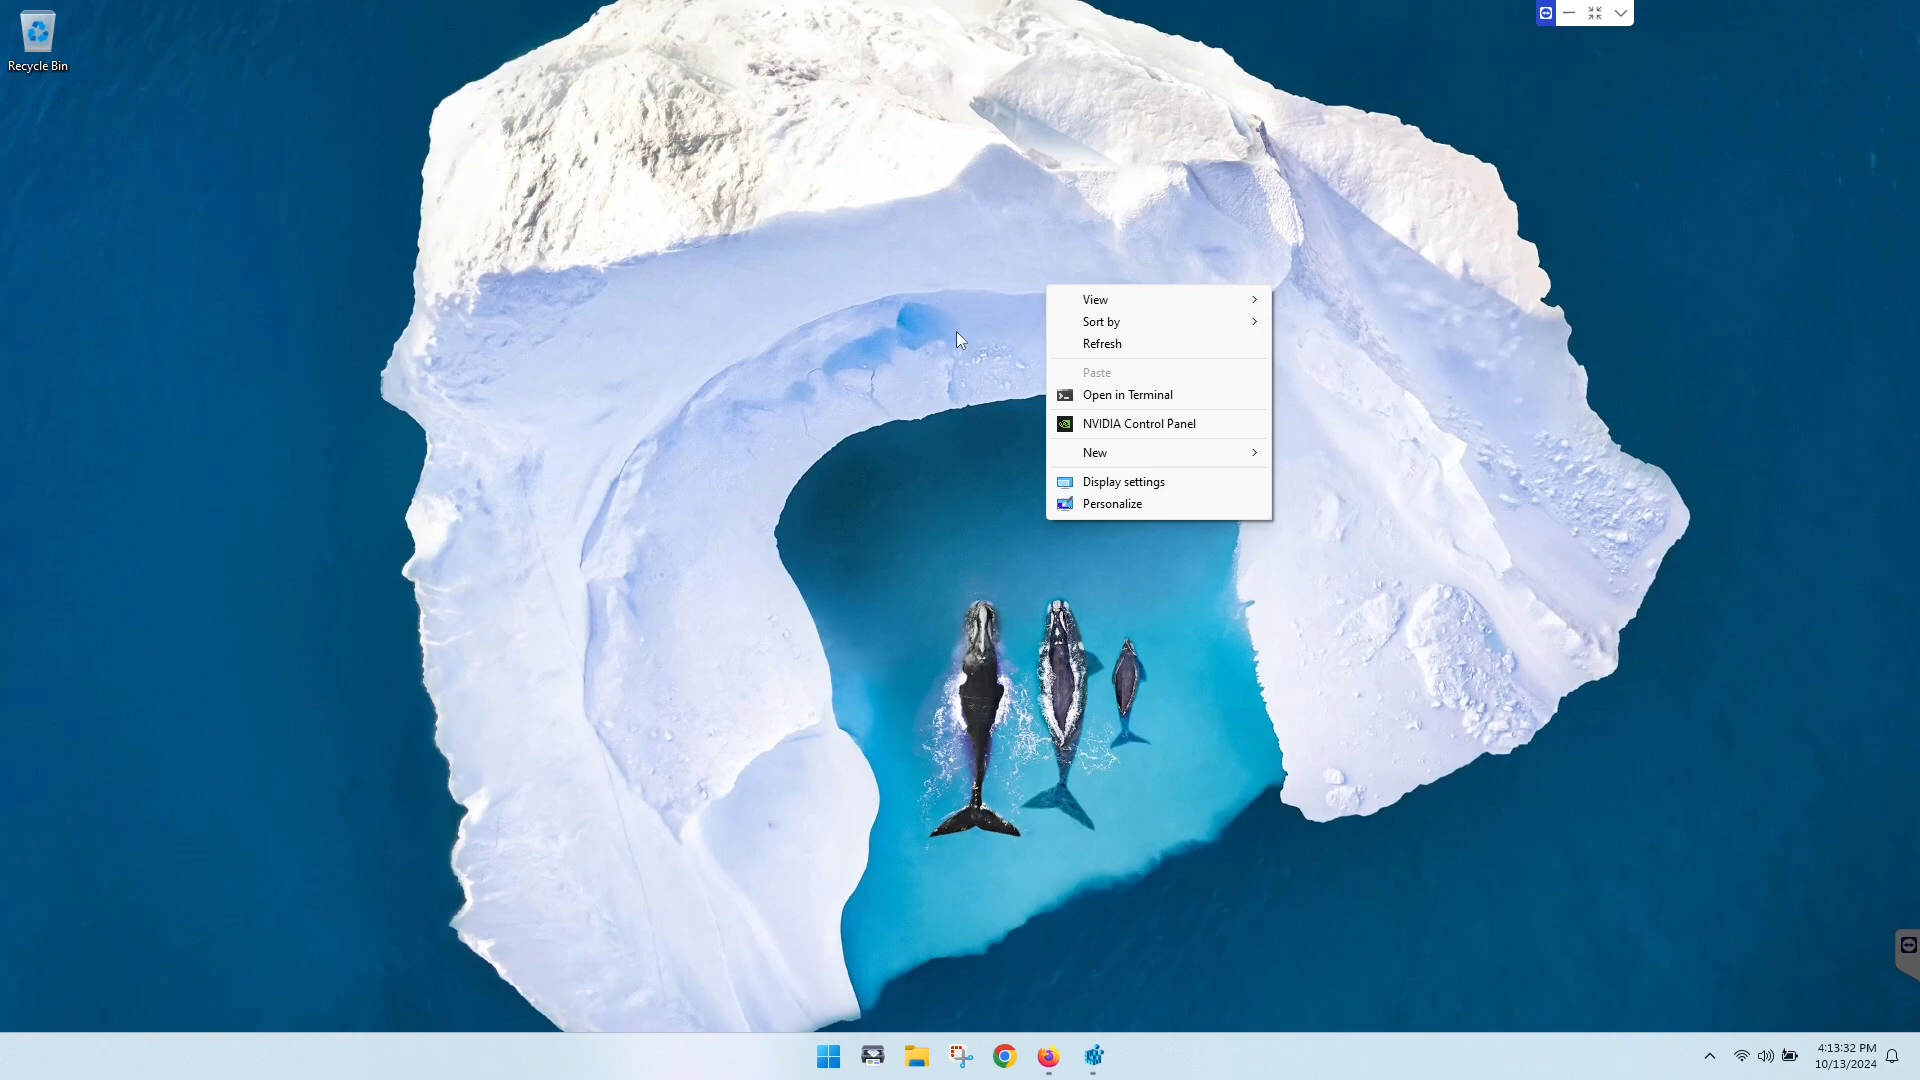 Recycle Bin
View
Sort by
Refresh
Paste
Open in Terminal
NVIDIA Control Panel
New
Display settings
Personalize
4:13:32 PM
10/13/2024